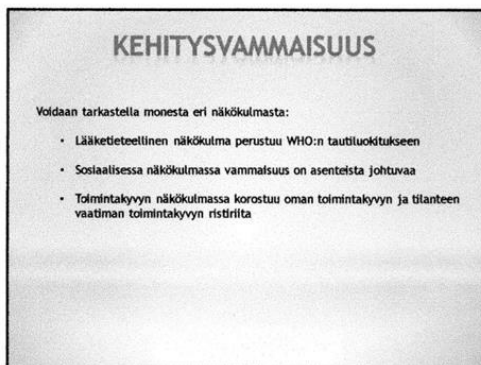 KEHITYSVAMMAISUUS
Voidaan tarkastella monesta eri näkökulmasta:
• Lääketieteellinen näkökulma perustuu WHO:n tautiluokitukseen
• Sosiaalisessa näkökulmassa vammaisuus on asenteista johtuvaa
• Toimintakyvyn näkökulmassa korostuu oman toimintakyvyn ja tilanteen
vaatiman toimintakyvyn ristiriita